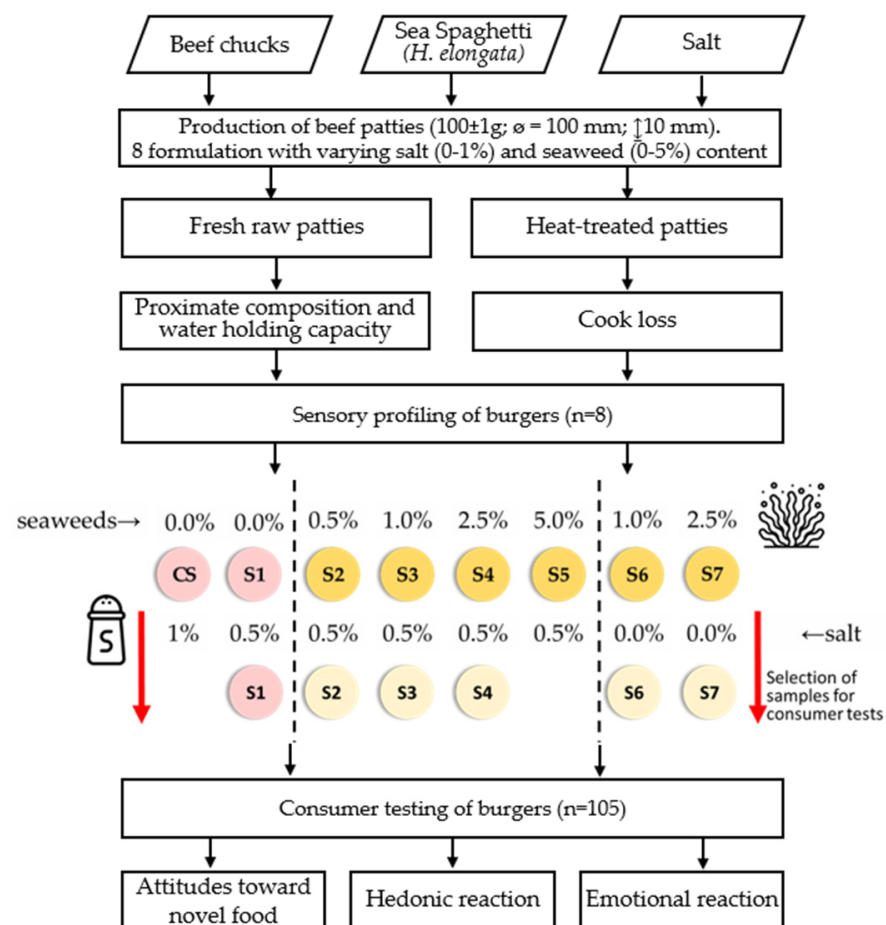 Beef chucks
Sea Spaghetti
(H. elongata)
Salt
Production of beef patties (100±1g; ø = 100 mm; ↨10 mm).
8 formulation with varying salt (0-1%) and seaweed (0-5%) content
Fresh raw patties
Heat-treated patties
Proximate composition and
water holding capacity
Cook loss
Sensory profiling of burgers (n=8)
seaweeds→ 0.0% 0.0% 0.5% 1.0% 2.5% 5.0% 1.0% 2.5%
CS S1 S2 S3 S4 S5 S6 S7
S
1% 0.5% 0.5% 0.5% 0.5% 0.5% 0.0% 0.0% ←salt
S1 S2 S3 S4 S6 S7
Selection of
samples for
consumer tests
Consumer testing of burgers (n=105)
Attitudes toward
novel food
Hedonic reaction
Emotional reaction